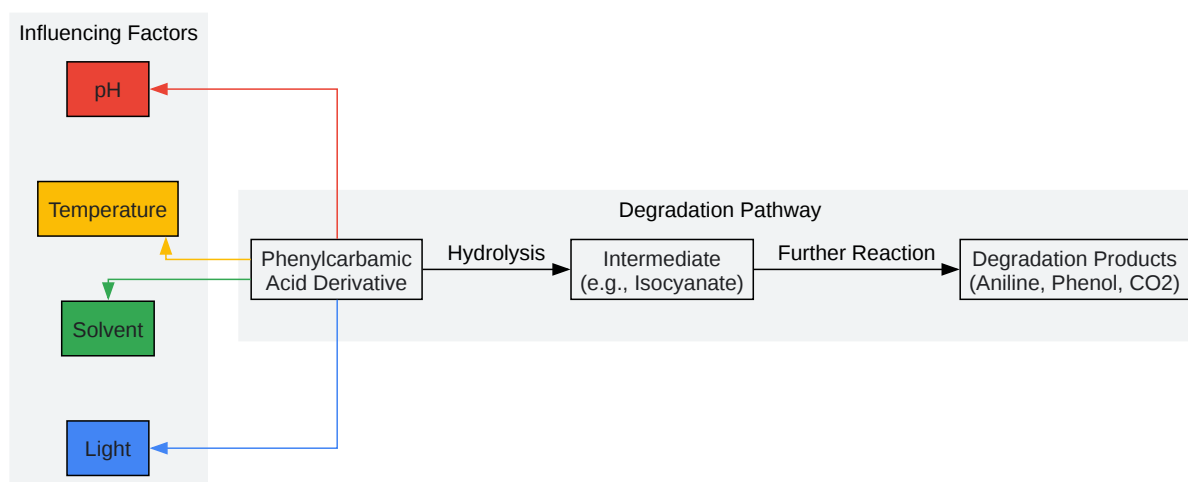 Influencing Factors
pH
Temperature
Solvent
Light
Degradation Pathway
Phenylcarbamic
Acid Derivative
Hydrolysis
Intermediate
(e.g., Isocyanate)
Further Reaction
Degradation Products
(Aniline, Phenol, CO2)